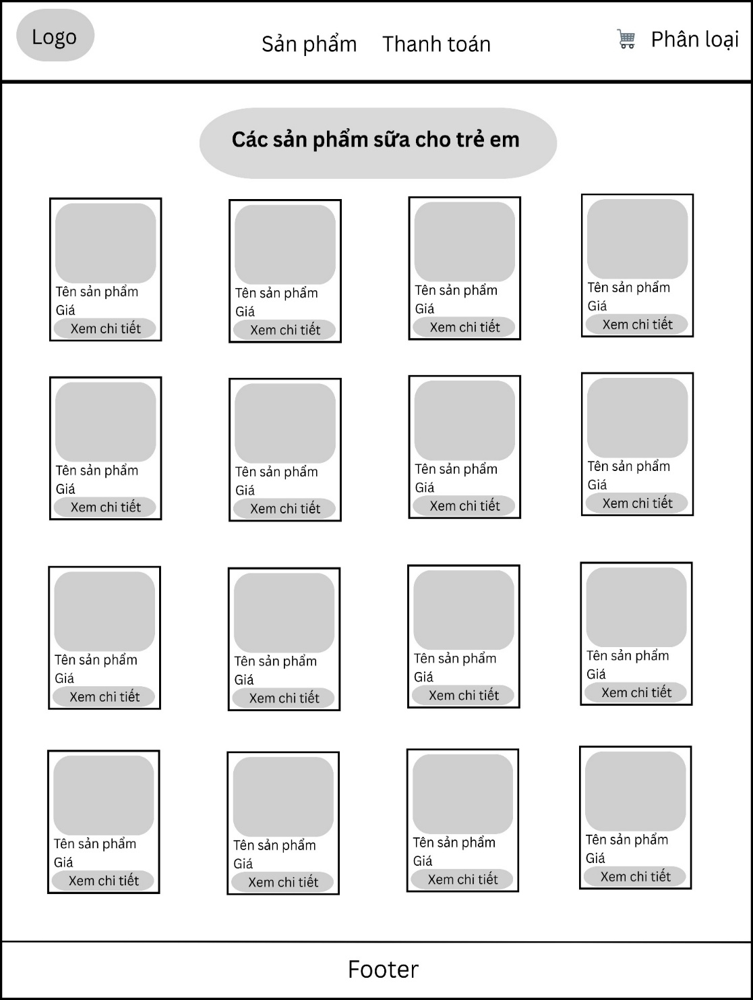 Logo
Sản phẩm
Thanh toán
Phân loại
Các sản phẩm sữa cho trẻ em
Tên sản phẩm
Giá
Xem chi tiết
Tên sản phẩm
Giá
Xem chi tiết
Tên sản phẩm
Giá
Xem chi tiết
Tên sản phẩm
Giá
Xem chi tiết
Tên sản phẩm
Giá
Xem chi tiết
Tên sản phẩm
Giá
Xem chi tiết
Tên sản phẩm
Giá
Xem chi tiết
Tên sản phẩm
Giá
Xem chi tiết
Tên sản phẩm
Giá
Xem chi tiết
Tên sản phẩm
Giá
Xem chi tiết
Tên sản phẩm
Giá
Xem chi tiết
Tên sản phẩm
Giá
Xem chi tiết
Tên sản phẩm
Giá
Xem chi tiết
Tên sản phẩm
Giá
Xem chi tiết
Tên sản phẩm
Giá
Xem chi tiết
Tên sản phẩm
Giá
Xem chi tiết
Footer